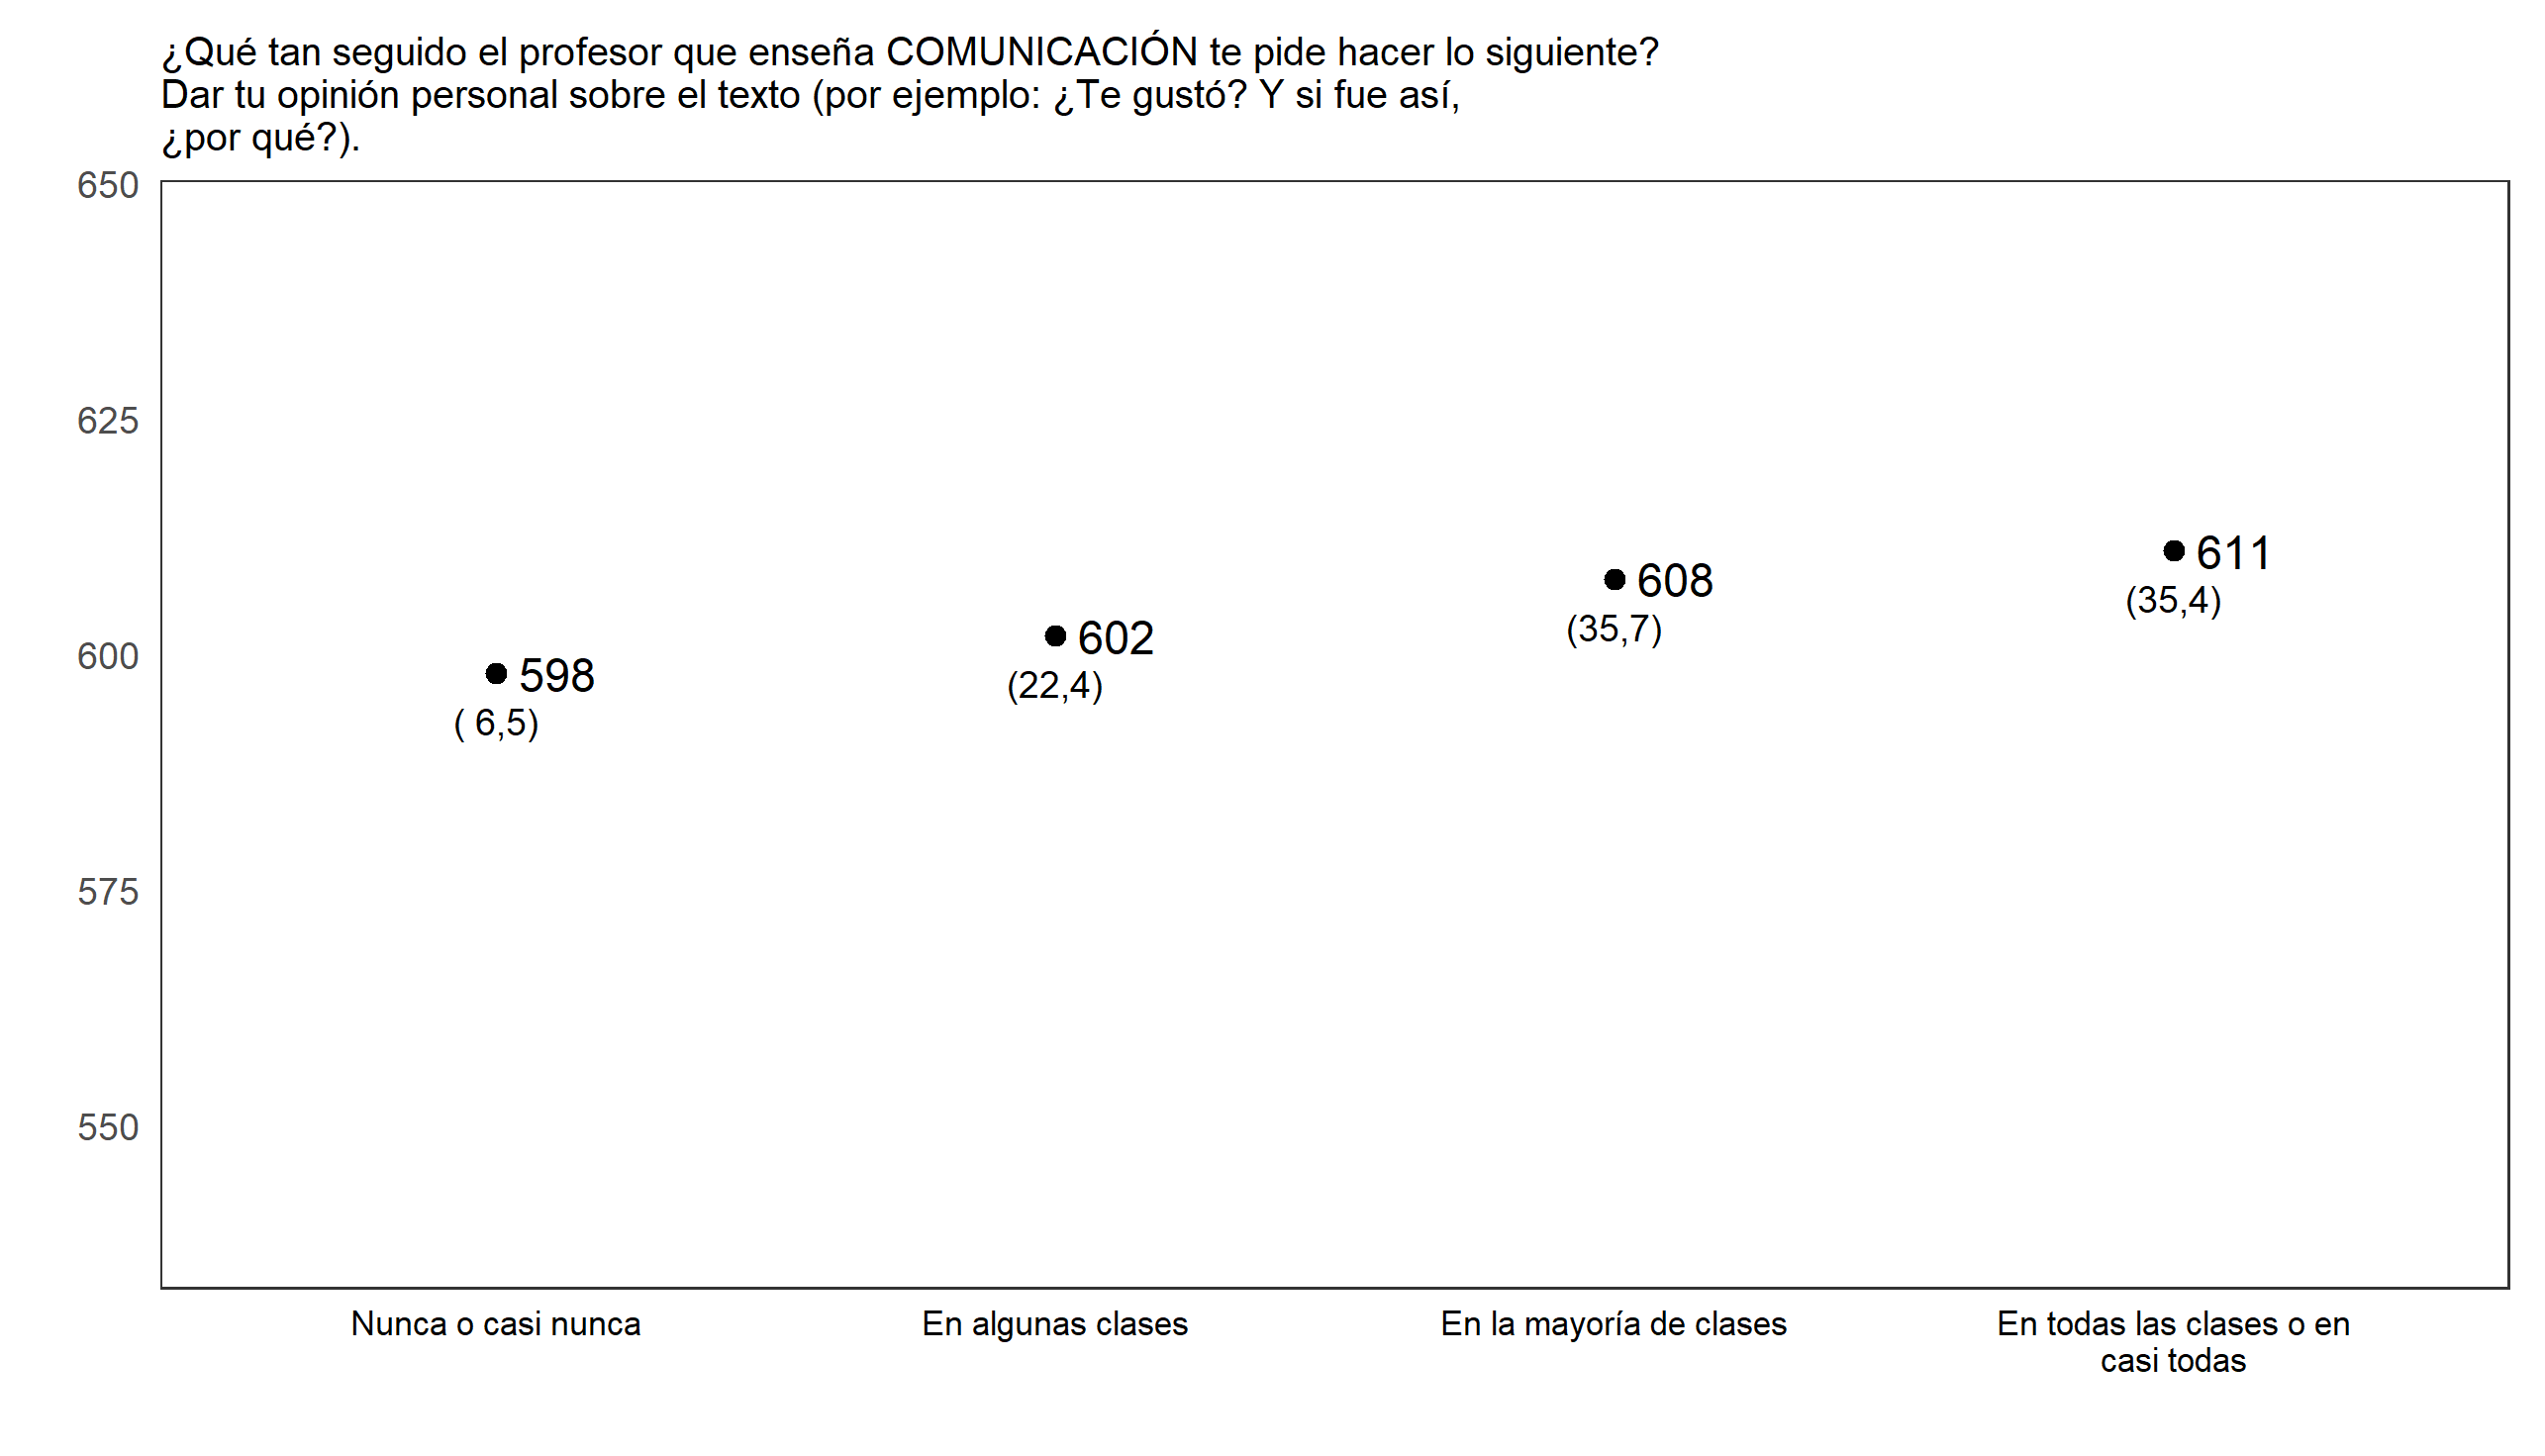 ¿Qué tan seguido el profesor que enseña COMUNICACIÓN te pide hacer lo siguiente?
Dar tu opinión personal sobre el texto (por ejemplo: ¿Te gustó? Y si fue así,
¿por qué?).
650
625
600
575
550
598
( 6,5)
602
(22,4)
608
(35,7)
611
(35,4)
Nunca o casi nunca
En algunas clases
En la mayoría de clases
En todas las clases o en
casi todas